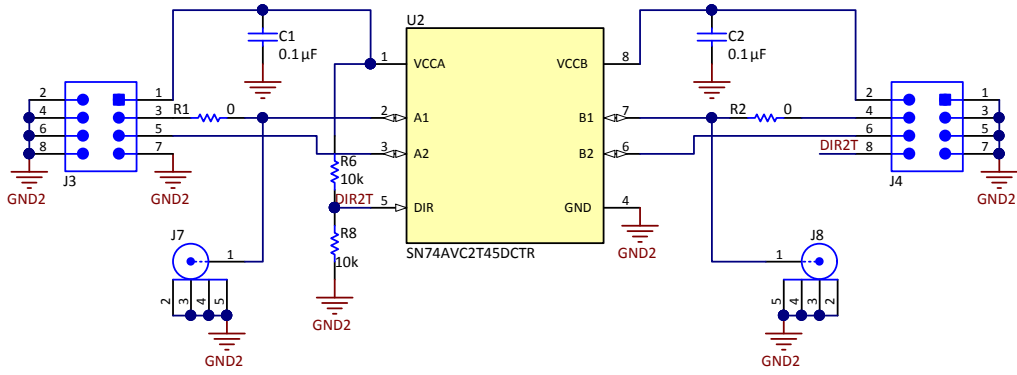 U2
C1
0.1 µF
C2
0.1 µF
1
VCCA
VCCB
8
2
1
R1
0
2
A1
B1
7
R2
0
2
1
4
3
4
3
6
5
3
A2
B2
6
6
5
8
7
DIR2T
8
7
J3
GND2
GND2
R6
10k
DIR2T
5
DIR
GND
4
GND2
J4
GND2
SN74AVC2T45DCTR
R8
10k
GND2
J7
1
2
3
4
5
GND2
J8
1
5
4
3
2
GND2